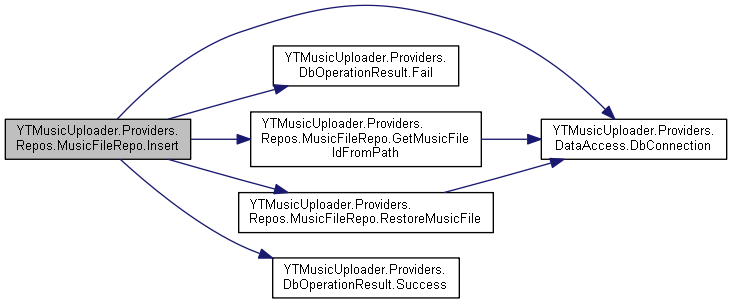 YTMusicUploader.Providers.
Repos.MusicFileRepo.Insert
YTMusicUploader.Providers.
DbOperationResult.Fail
YTMusicUploader.Providers.
Repos.MusicFileRepo.GetMusicFile
IdFromPath
YTMusicUploader.Providers.
Repos.MusicFileRepo.RestoreMusicFile
YTMusicUploader.Providers.
DbOperationResult.Success
YTMusicUploader.Providers.
DataAccess.DbConnection